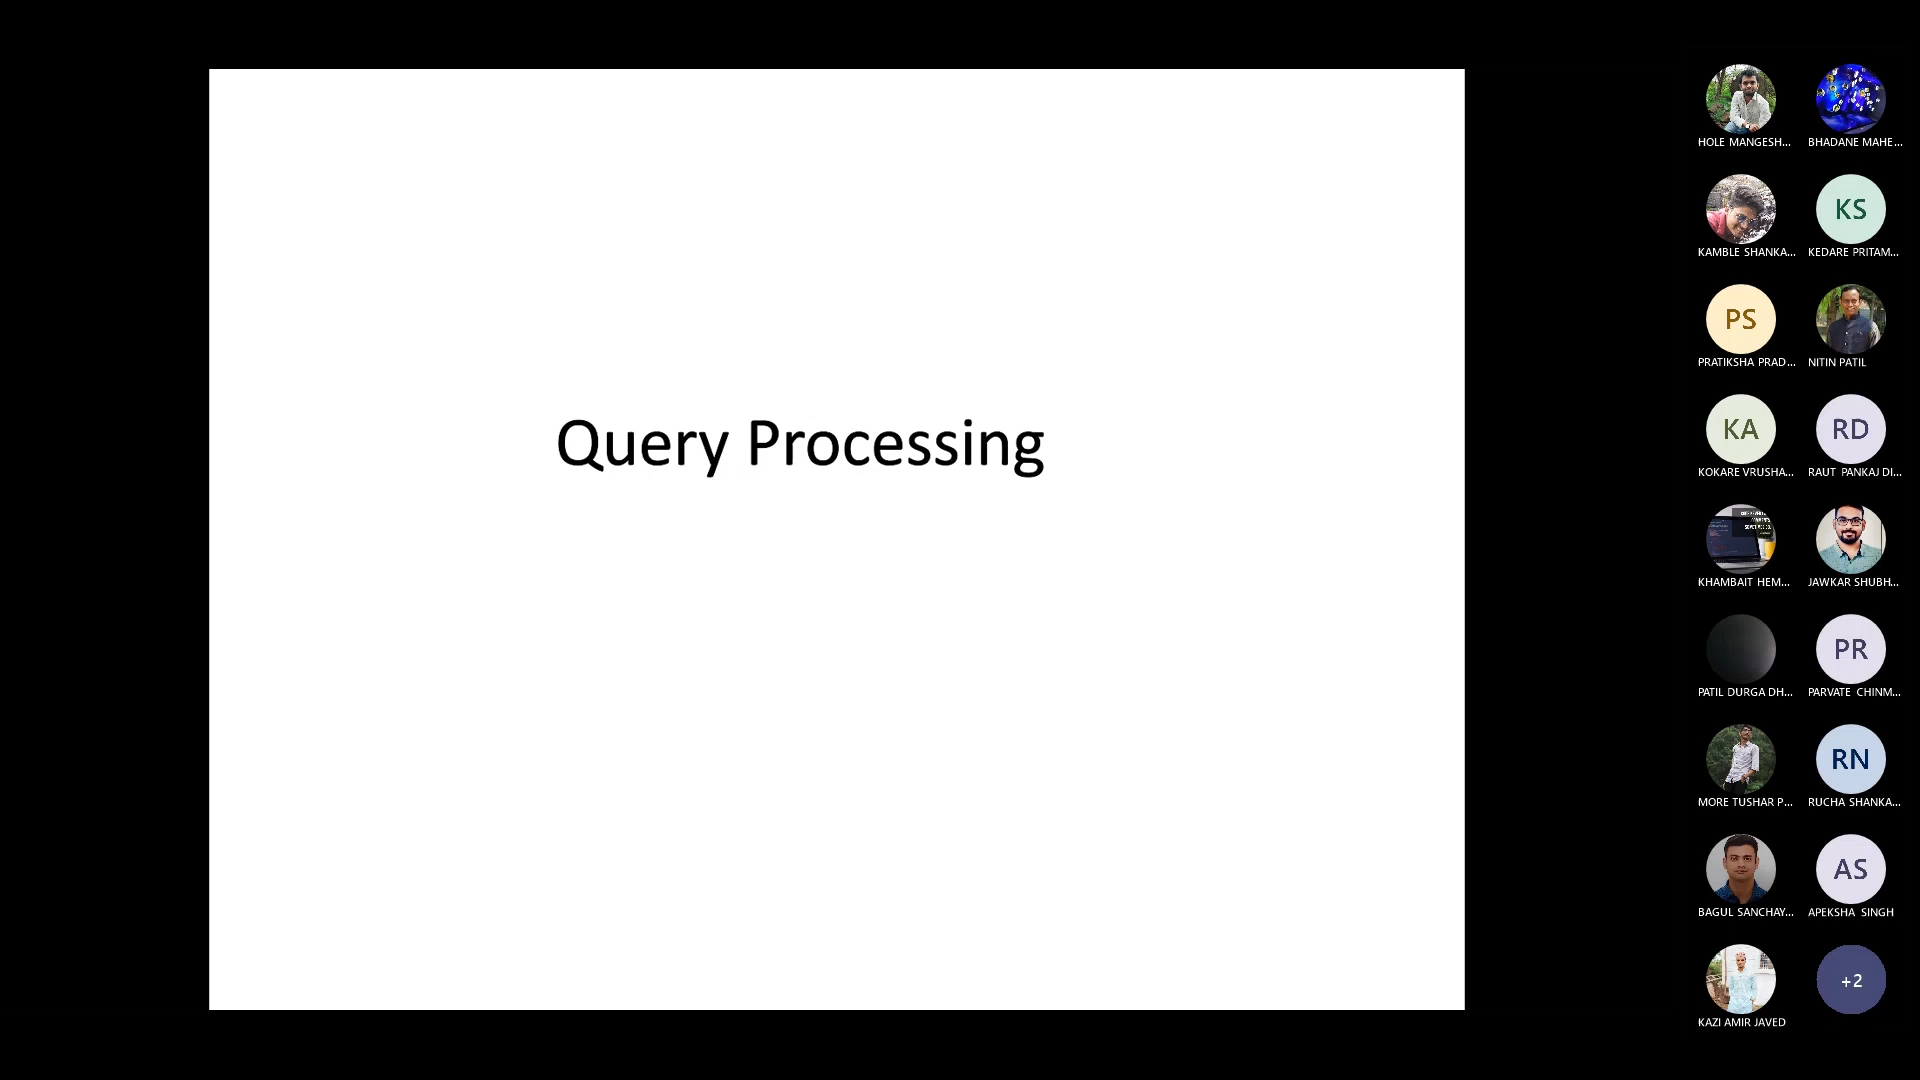 Query Processing
HOLE MANGESH...
BHADANE MAHE...
KAMBLE SHANKA...
KS
KEDARE PRITAM...
PS
PRATIKSHA PRAD...
NITIN PATIL
KA
KOKARE VRUSHA...
RD
RAUT PANKAJ DI...
KHAMBAIT HEM...
JAWKAR SHUBH...
PATIL DURGA DH...
PR
PARVATE CHINM...
MORE TUSHAR P...
RN
RUCHA SHANKA...
BAGUL SANCHAY...
AS
APEKSHA SINGH
KAZI AMIR JAVED
+2